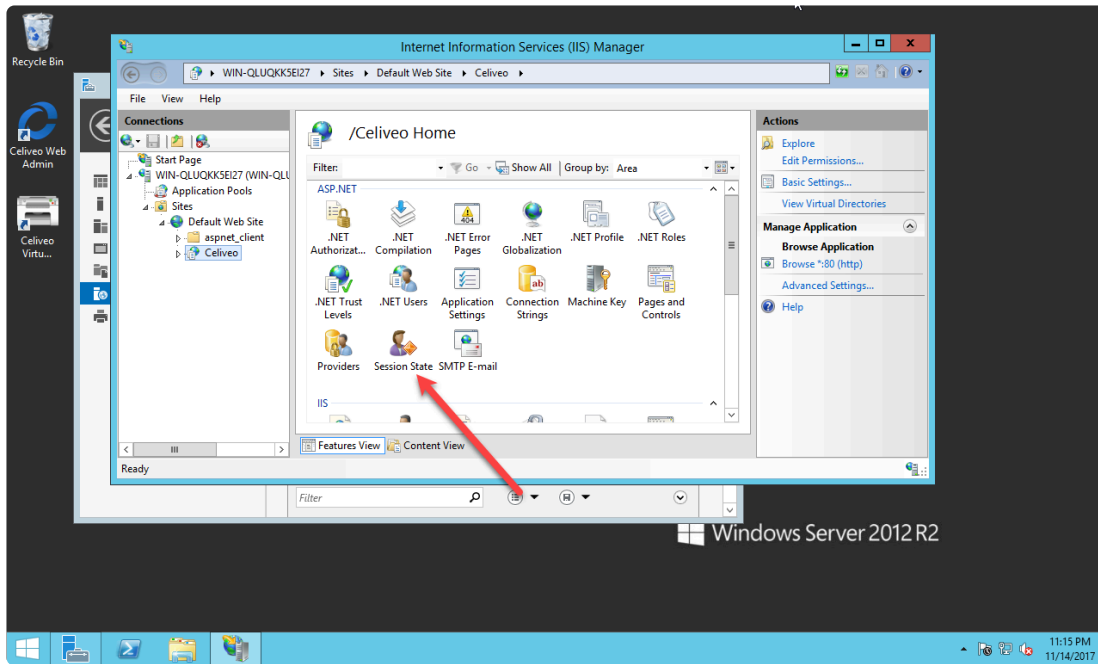 Recycle Bin
Celiveo Web
Admin
Celiveo
Virtu...
Internet Information Services (IIS) Manager
WIN-QLUQKK5EI27 Sites Default Web Site Celiveo
File View Help
Connections
Start Page
WIN-QLUQKK5EI27 (WIN-QLU
Application Pools
Sites
Default Web Site
aspnet_client
Celiveo
/Celiveo Home
Filter: Go Show All Group by: Area
ASP.NET
.NET Authorizat...
.NET Compilation
.NET Error Pages
404
.NET Globalization
.NET Profile
.NET Roles
.NET Trust Levels
.NET Users
Application Settings
ab
Connection Strings
Machine Key
Pages and Controls
Providers
Session State
SMTP E-mail
IIS
Features View Content View
Actions
Explore
Edit Permissions...
Basic Settings...
View Virtual Directories
Manage Application
Browse Application
Browse *:80 (http)
Advanced Settings...
Help
Ready
Filter
Windows Server 2012 R2
11:15 PM
11/14/2017